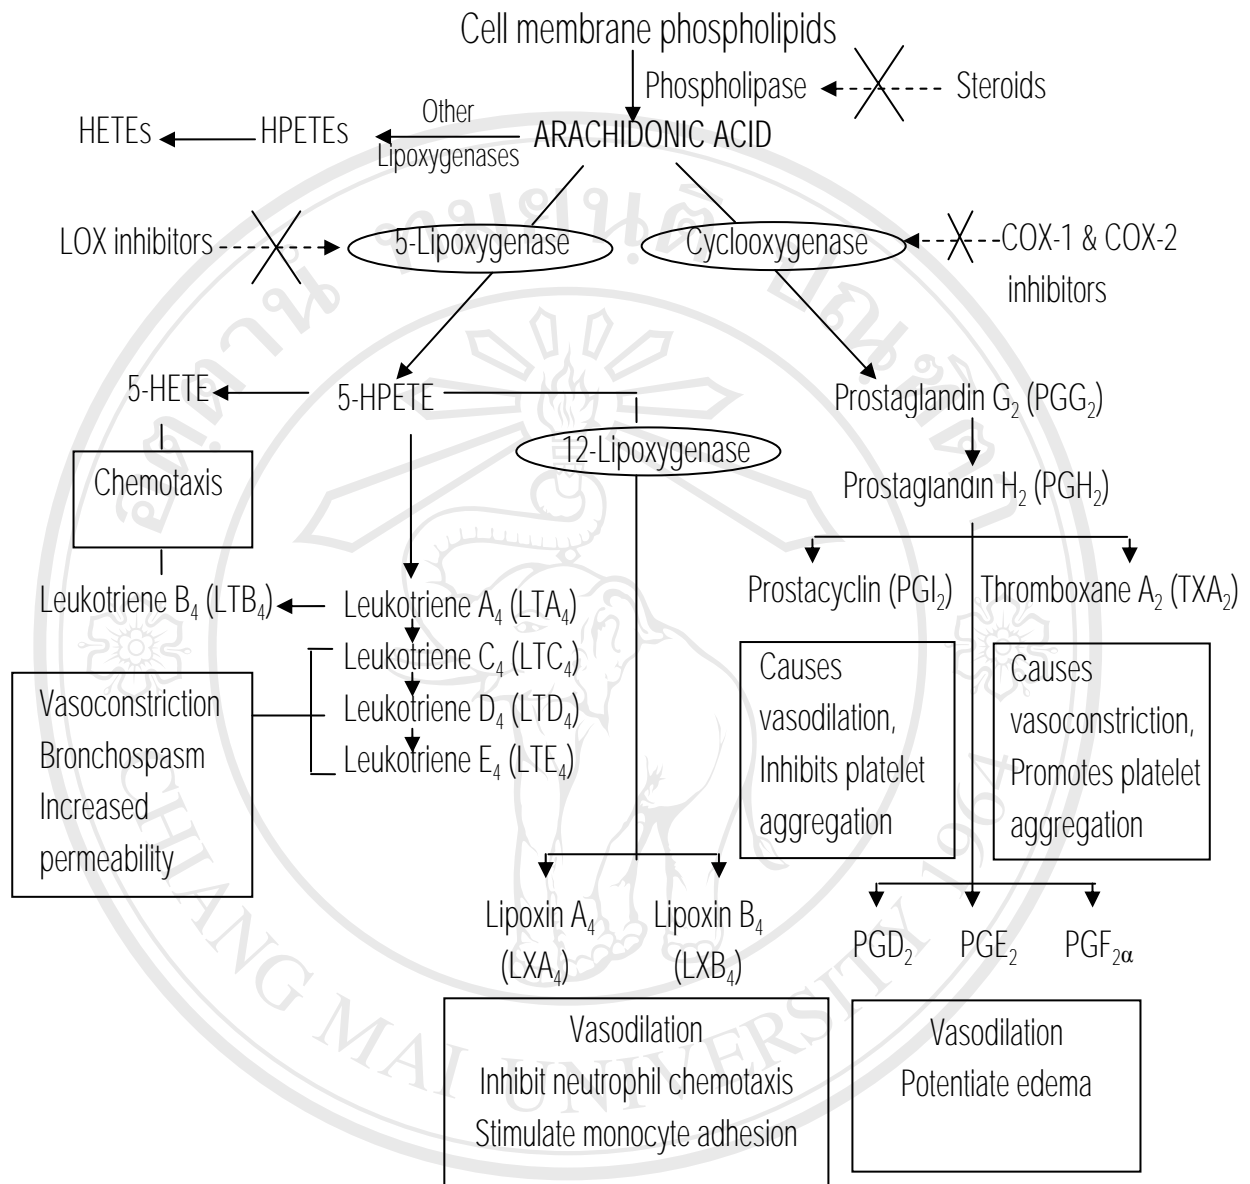 Cell membrane phospholipids
Phospholipase
Steroids
HETEs
HPETEs
Other
Lipoxygenases
ARACHIDONIC ACID
LOX inhibitors
5-Lipoxygenase
Cyclooxygenase
COX-1 & COX-2
inhibitors
5-HETE
5-HPETE
Prostaglandin G₂ (PGG₂)
12-Lipoxygenase
Chemotaxis
Prostaglandin H₂ (PGH₂)
Leukotriene B₄ (LTB₄)
Leukotriene A₄ (LTA₄)
Prostacyclin (PGI₂)
Thromboxane A₂ (TXA₂)
Leukotriene C₄ (LTC₄)
Leukotriene D₄ (LTD₄)
Leukotriene E₄ (LTE₄)
Vasoconstriction
Bronchospasm
Increased
permeability
Causes
vasodilation,
Inhibits platelet
aggregation
Causes
vasoconstriction,
Promotes platelet
aggregation
Lipoxin A₄
(LXA₄)
Lipoxin B₄
(LXB₄)
PGD₂
PGE₂
PGF₂α
Vasodilation
Inhibit neutrophil chemotaxis
Stimulate monocyte adhesion
Vasodilation
Potentiate edema
CHIANG MAI UNIVERSITY 1964